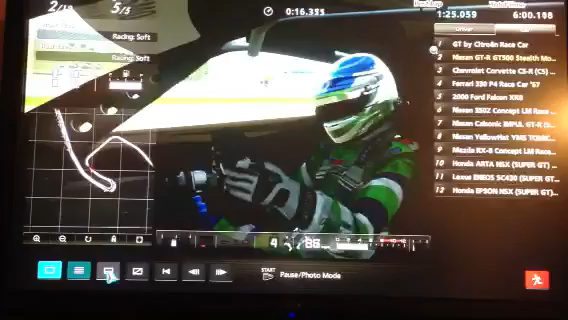 2/
5/5
0:16.355
1:25.059
6:00.108
Racing: Soft
Racing: Soft
1 GT by Citroën Race Car
2 Nissan GT-R GT500 Stealth Mo...
3 Chevrolet Corvette C5-R (C5) ...
4 Ferrari 330 P4 Race Car '67
5 2000 Ford Falcon XR8
6 Nissan 350Z Concept LM Race ...
7 Nissan Calsonic IMPUL GT-R (S...
8 Nissan YellowHat YMS TOMIC...
9 Mazda RX-8 Concept LM Race...
10 Honda ARTA NSX (SUPER GT) ...
11 Lexus ENEOS SC430 (SUPER GT...
12 Honda EPSON NSX (SUPER GT)...
4
START
Pause/Photo Mode